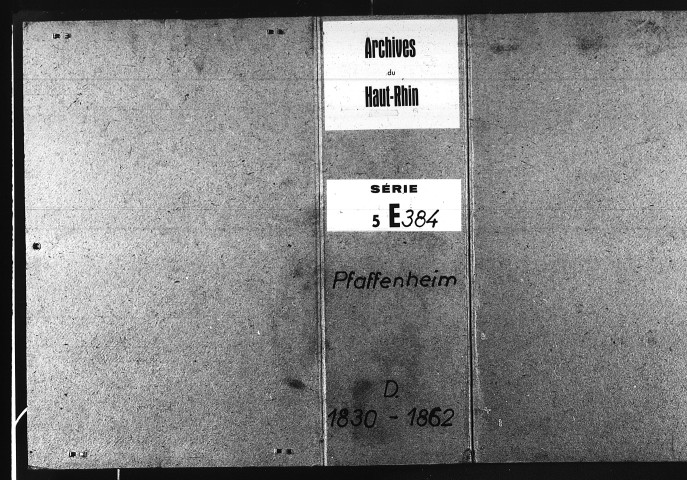 Archives
du
Haut-Rhin
SÉRIE
5 E384
Pfaffenheim
D.
1830 - 1862